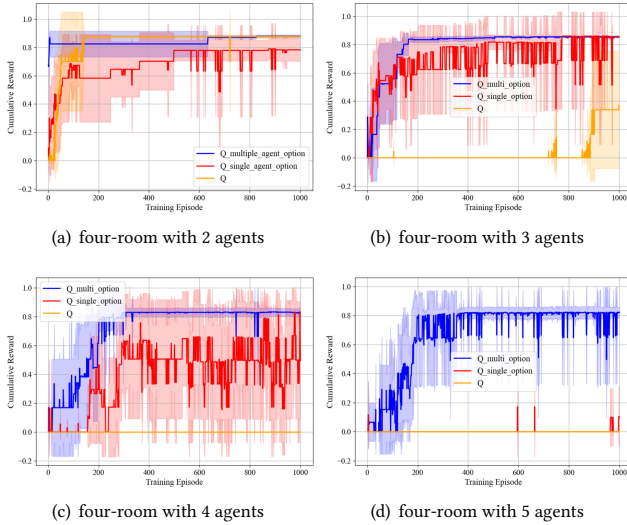 1.0
0.8
0.6
0.4
0.2
0.0
−0.2
Cumulative Reward
Q_multiple_agent_option
Q_single_agent_option
Q
0 200 400 600 800 1000
Training Episode
(a) four-room with 2 agents
1.0
0.8
0.6
0.4
0.2
0.0
−0.2
Cumulative Reward
Q_multi_option
Q_single_option
Q
0 200 400 600 800 1000
Training Episode
(b) four-room with 3 agents
1.0
0.8
0.6
0.4
0.2
0.0
−0.2
Cumulative Reward
Q_multi_option
Q_single_option
Q
0 200 400 600 800 1000
Training Episode
(c) four-room with 4 agents
1.0
0.8
0.6
0.4
0.2
0.0
−0.2
Cumulative Reward
Q_multi_option
Q_single_option
Q
0 200 400 600 800 1000
Training Episode
(d) four-room with 5 agents